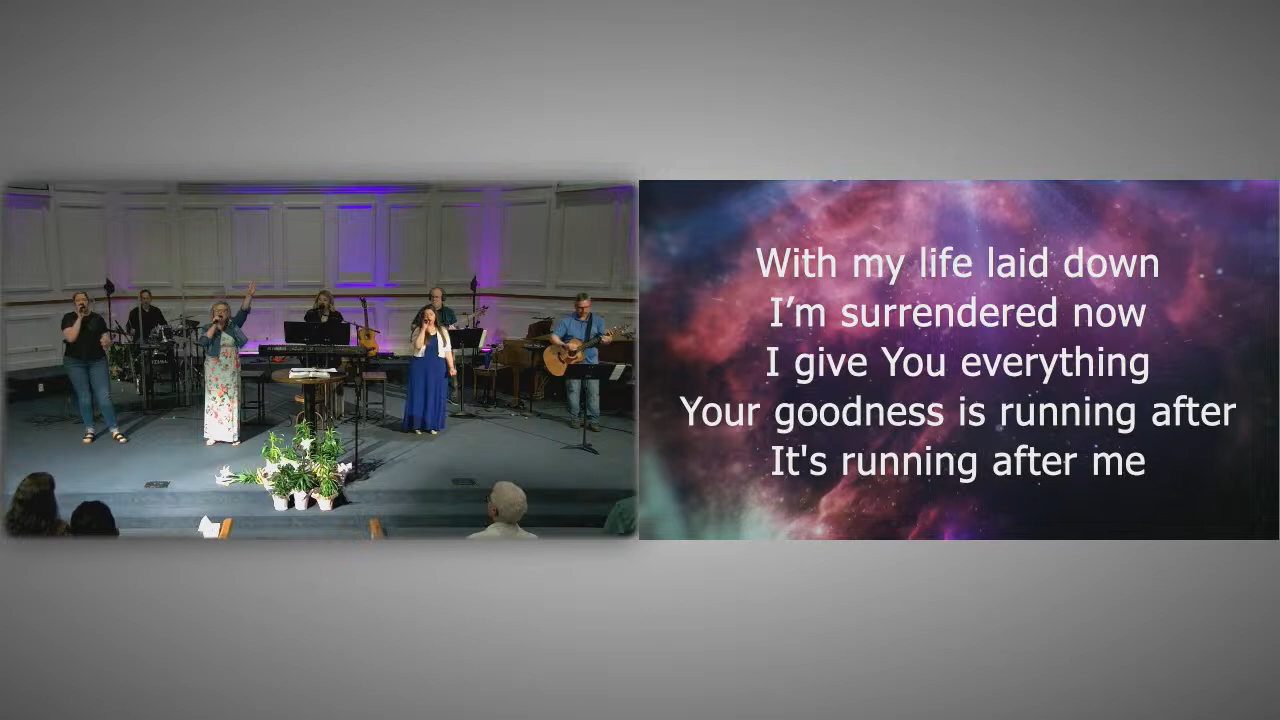 With my life laid down
I’m surrendered now
I give You everything
Your goodness is running after
It's running after me